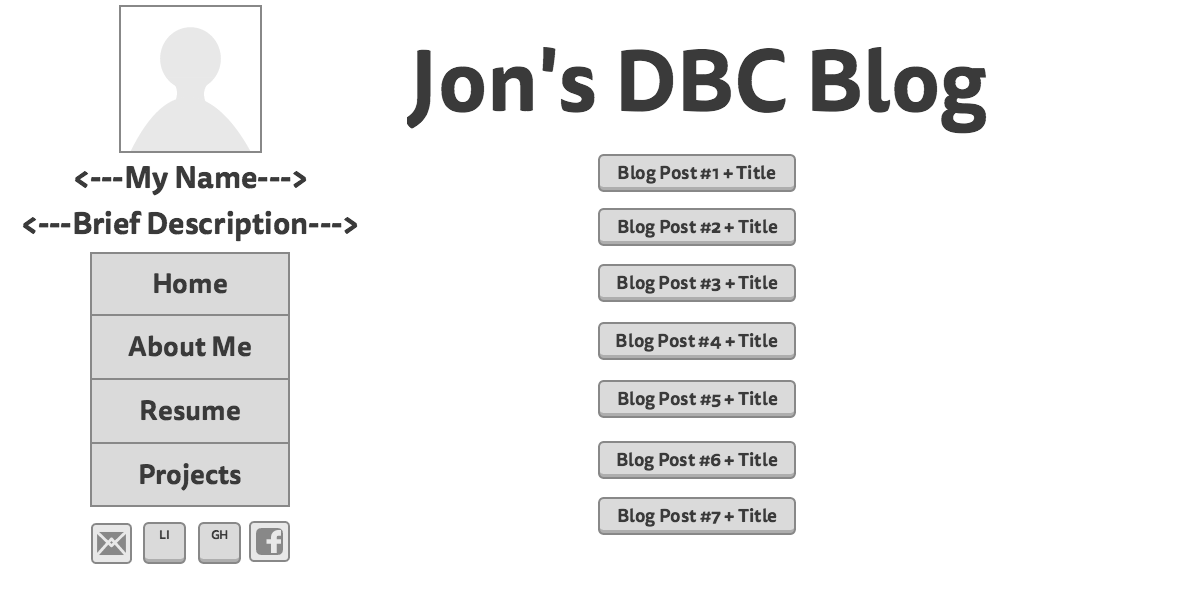 Jon's DBC Blog
<---My Name--->
<---Brief Description--->
Home
About Me
Resume
Projects
LI
GH
Blog Post #1 + Title
Blog Post #2 + Title
Blog Post #3 + Title
Blog Post #4 + Title
Blog Post #5 + Title
Blog Post #6 + Title
Blog Post #7 + Title